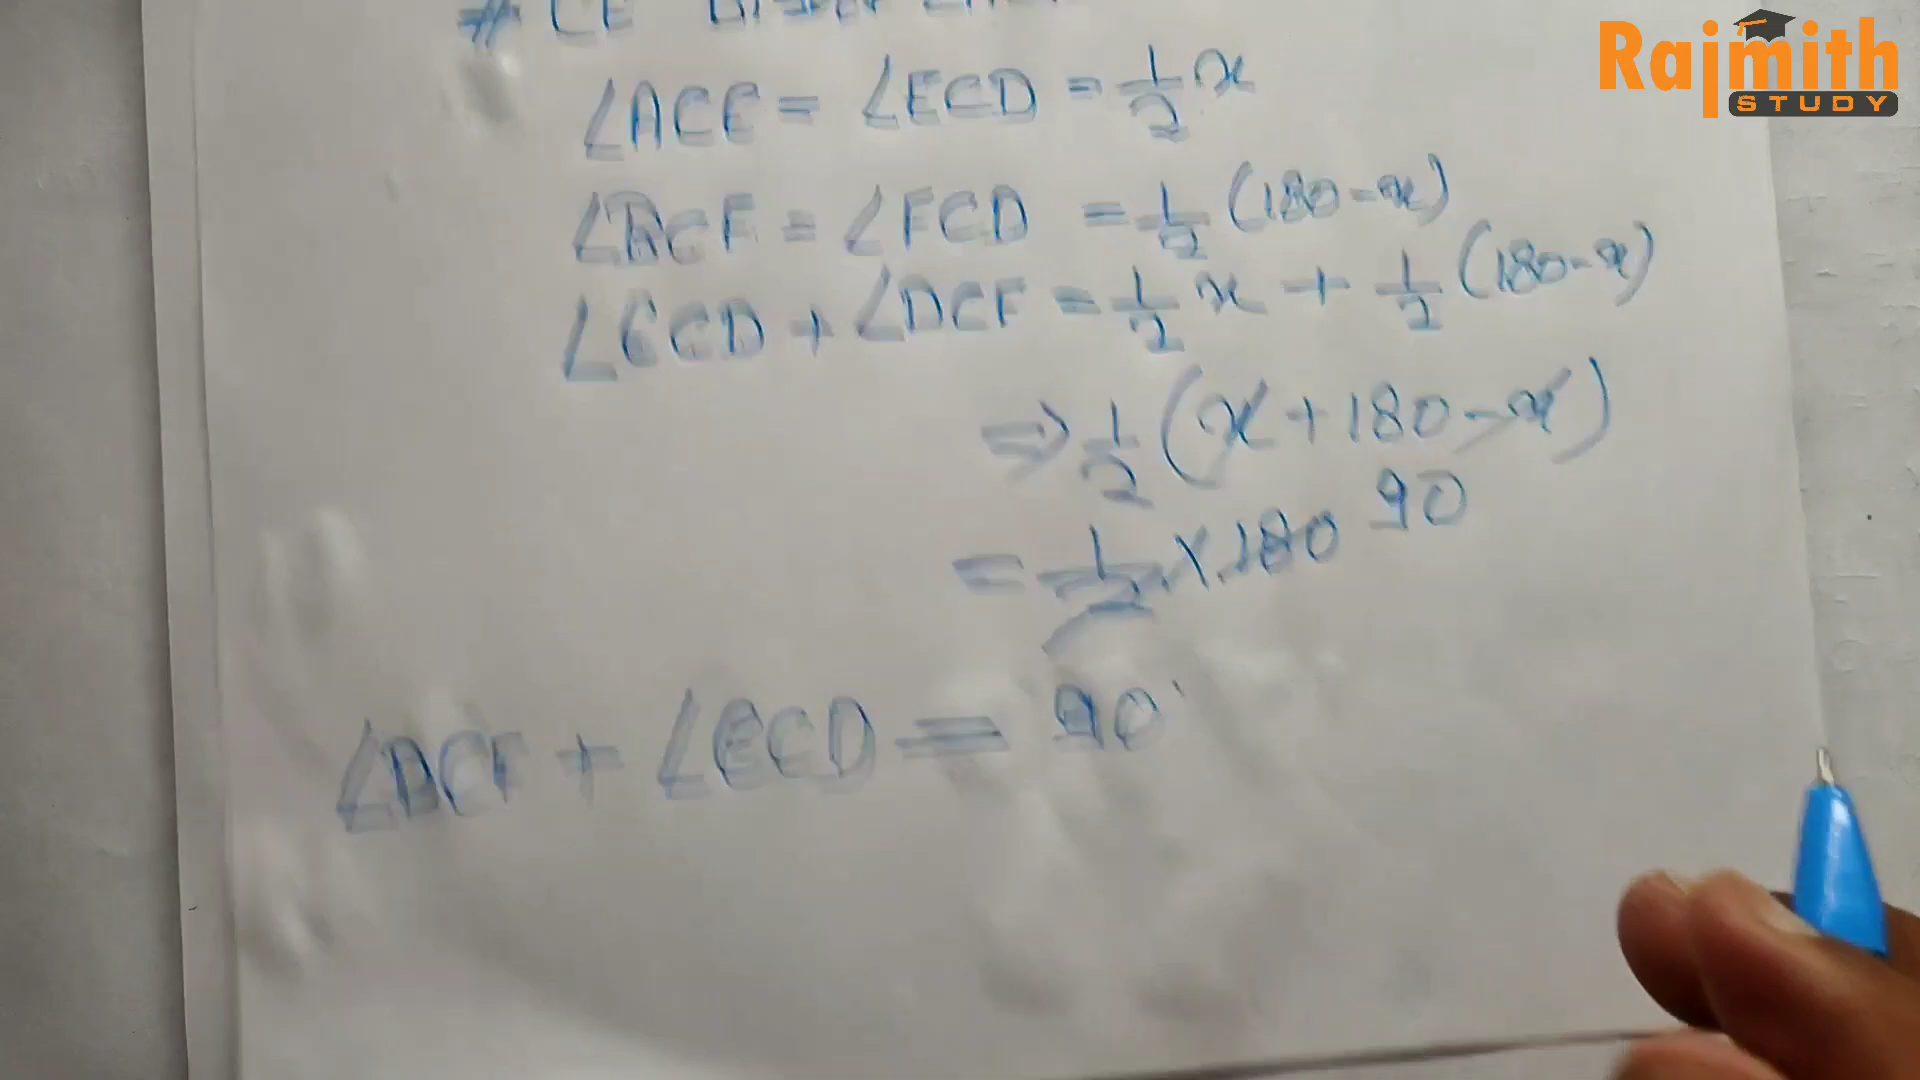 Rajmith
STUDY
# CE
∠ACE = ∠ECD = 1/2 x
∠BCF = ∠FCD = 1/2 (180-x)
∠ECD + ∠DCF = 1/2 x + 1/2 (180-x)
⇒ 1/2 (x+180-x)
= 1/2 × 180 90
∠DCF + ∠ECD = 90°